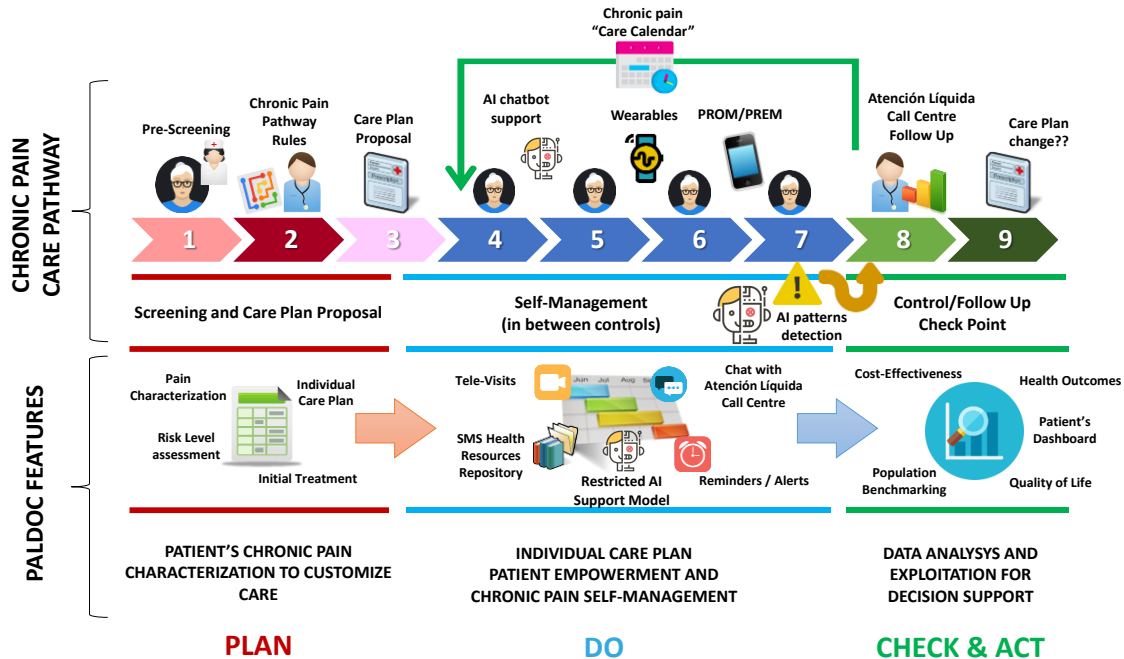 Chronic pain
“Care Calendar”
CHRONIC PAIN
CARE PATHWAY
Pre-Screening
Chronic Pain
Pathway
Rules
Care Plan
Proposal
AI chatbot
support
Wearables
PROM/PREM
Atención Líquida
Call Centre
Follow Up
Care Plan
change??
Prescription
Prescription
1
2
3
4
5
6
7
8
9
Screening and Care Plan Proposal
Self-Management
(in between controls)
!
AI patterns
detection
Control/Follow Up
Check Point
PALDOC FEATURES
Pain
Characterization
Individual
Care Plan
Risk Level
assessment
Initial Treatment
Tele-Visits
Jun Jul Aug
Chat with
Atención Líquida
Call Centre
SMS Health
Resources
Repository
Restricted AI
Support Model
Reminders / Alerts
Cost-Effectiveness
Health Outcomes
Patient’s
Dashboard
Population
Benchmarking
Quality of Life
PATIENT’S CHRONIC PAIN
CHARACTERIZATION TO CUSTOMIZE
CARE
INDIVIDUAL CARE PLAN
PATIENT EMPOWERMENT AND
CHRONIC PAIN SELF-MANAGEMENT
DATA ANALYSYS AND
EXPLOITATION FOR
DECISION SUPPORT
PLAN
DO
CHECK & ACT